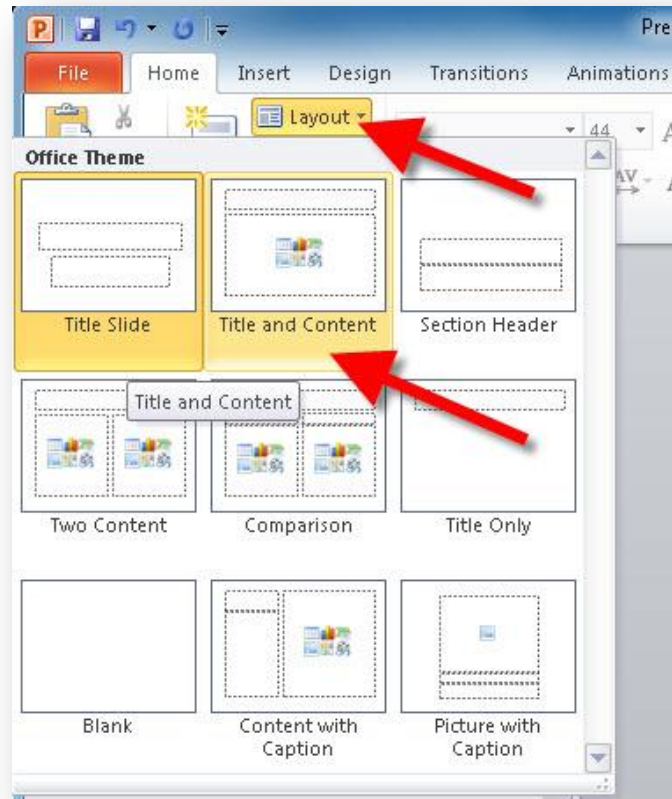 P
Pre
File Home Insert Design Transitions Animations
Layout
44
AV
Office Theme
Title Slide Title and Content Section Header
Title and Content
Two Content Comparison Title Only
Blank Content with Caption Picture with Caption